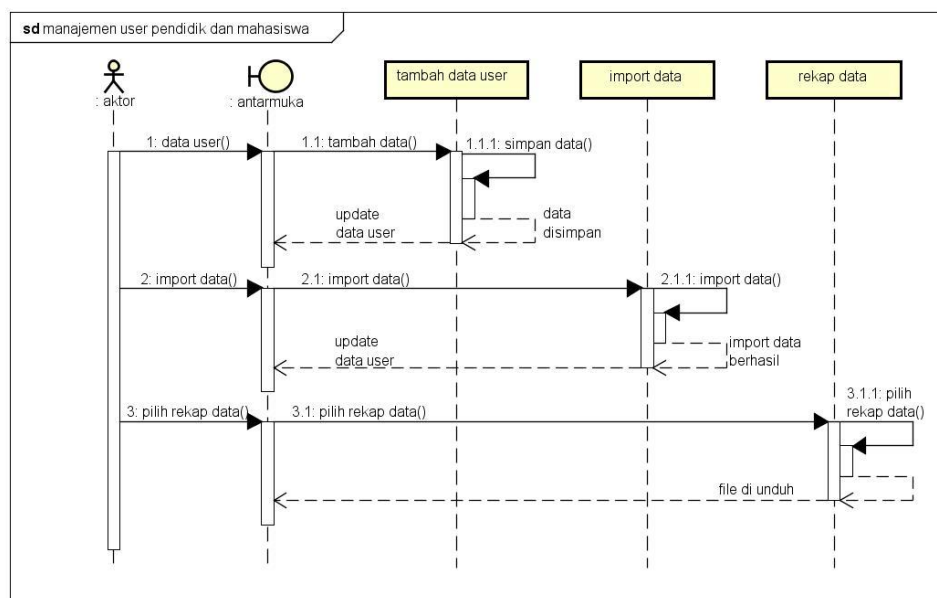 sd manajemen user pendidik dan mahasiswa
: aktor
: antarmuka
tambah data user
import data
rekap data
1: data user()
1.1: tambah data()
1.1.1: simpan data()
update
data user
data
disimpan
2: import data()
2.1: import data()
2.1.1: import data()
update
data user
import data
berhasil
3: pilih rekap data()
3.1: pilih rekap data()
3.1.1: pilih
rekap data()
file di unduh